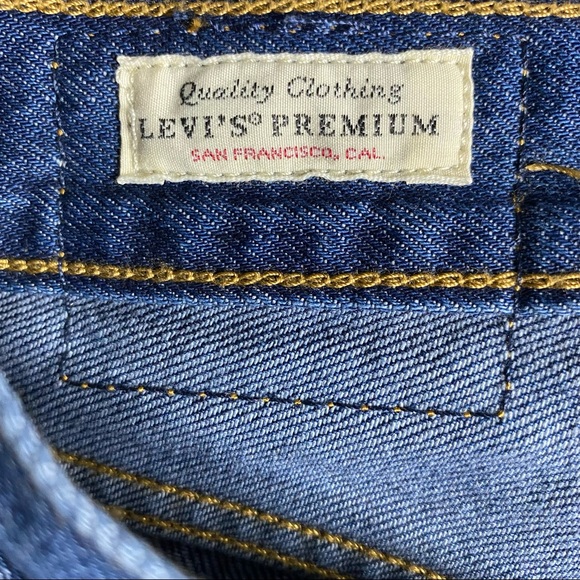 Quality Clothing
LEVI'S® PREMIUM
SAN FRANCISCO, CAL.